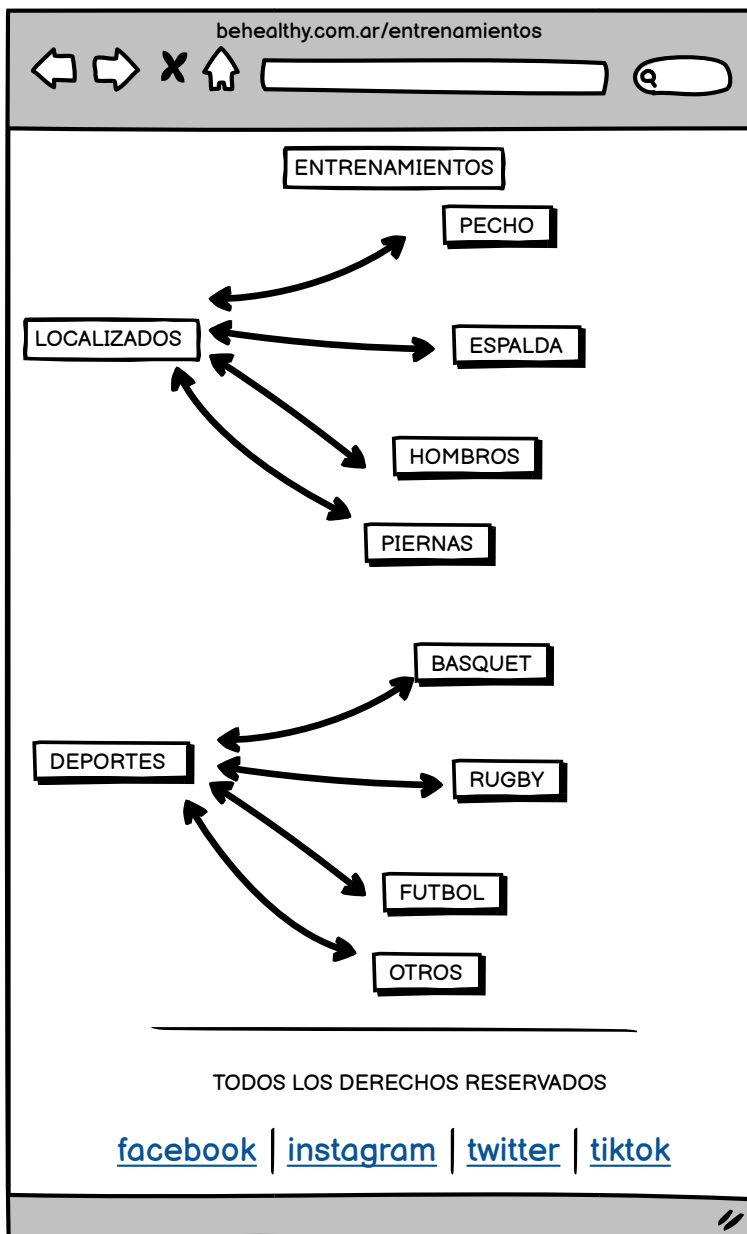 behealthy.com.ar/entrenamientos
ENTRENAMIENTOS
PECHO
LOCALIZADOS
ESPALDA
HOMBROS
PIERNAS
BASQUET
DEPORTES
RUGBY
FUTBOL
OTROS
TODOS LOS DERECHOS RESERVADOS
facebook | instagram | twitter | tiktok